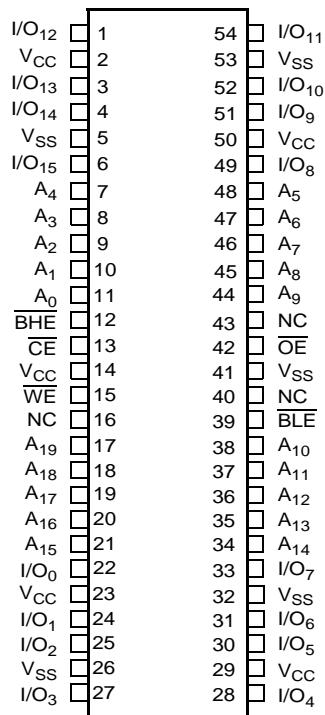 I/O12 1 54 I/O11
VCC 2 53 VSS
I/O13 3 52 I/O10
I/O14 4 51 I/O9
VSS 5 50 VCC
I/O15 6 49 I/O8
A4 7 48 A5
A3 8 47 A6
A2 9 46 A7
A1 10 45 A8
A0 11 44 A9
B̅H̅E̅ 12 43 NC
C̅E̅ 13 42 O̅E̅
VCC 14 41 VSS
W̅E̅ 15 40 NC
NC 16 39 B̅L̅E̅
A19 17 38 A10
A18 18 37 A11
A17 19 36 A12
A16 20 35 A13
A15 21 34 A14
I/O0 22 33 I/O7
VCC 23 32 VSS
I/O1 24 31 I/O6
I/O2 25 30 I/O5
VSS 26 29 VCC
I/O3 27 28 I/O4